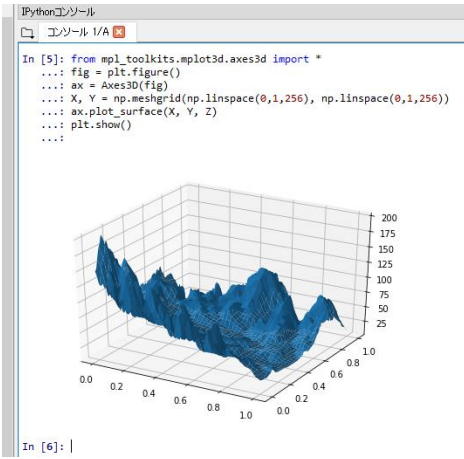 IPythonコンソール
コンソール 1/A
In [5]: from mpl_toolkits.mplot3d.axes3d import *
...: fig = plt.figure()
...: ax = Axes3D(fig)
...: X, Y = np.meshgrid(np.linspace(0,1,256), np.linspace(0,1,256))
...: ax.plot_surface(X, Y, Z)
...: plt.show()
...:
200
175
150
125
100
75
50
25
0.0 0.2 0.4 0.6 0.8 1.0
0.0 0.2 0.4 0.6 0.8 1.0
In [6]: